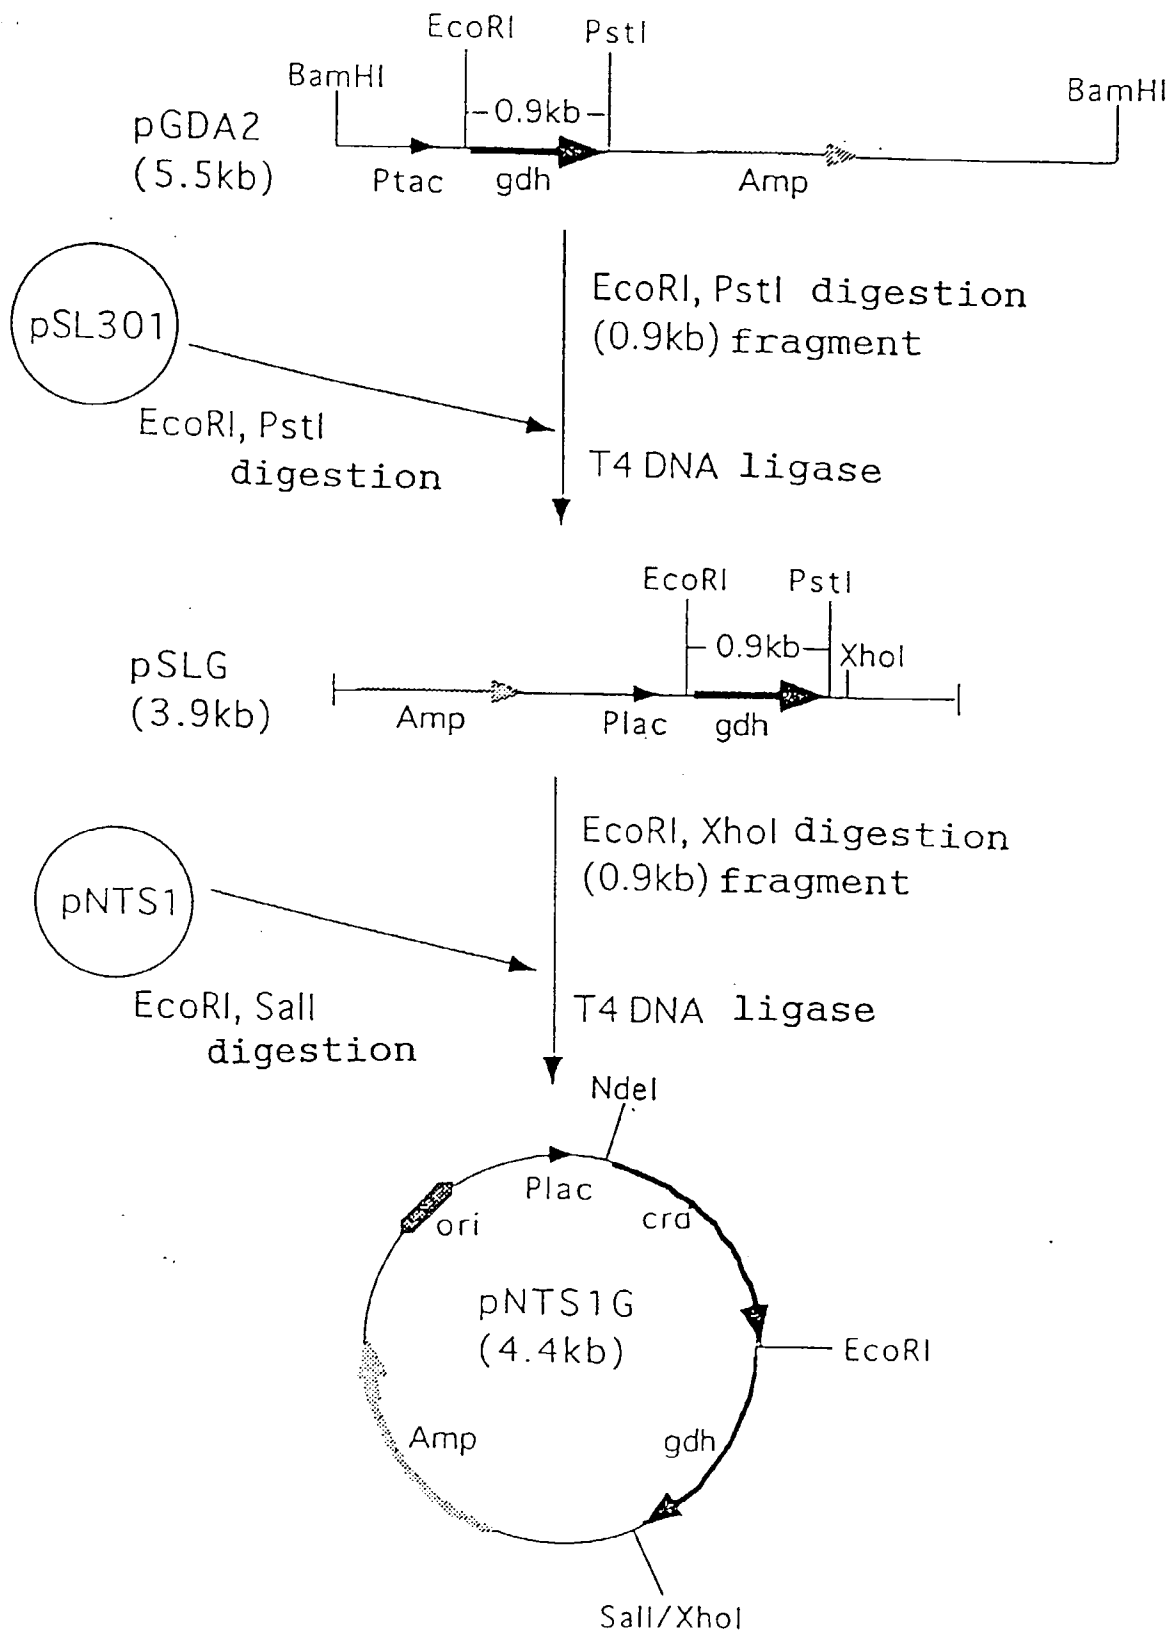 EcoRI
PstI
BamHI
BamHI
0.9kb
pGDA2
(5.5kb)
Ptac
gdh
Amp
pSL301
EcoRI, PstI digestion
(0.9kb) fragment
EcoRI, PstI
digestion
T4 DNA ligase
EcoRI
PstI
0.9kb
XhoI
pSLG
(3.9kb)
Amp
Plac
gdh
EcoRI, XhoI digestion
(0.9kb) fragment
pNTS1
EcoRI, SalI
digestion
T4 DNA ligase
NdeI
Plac
crd
ori
pNTS1G
(4.4kb)
EcoRI
Amp
gdh
SalI/XhoI